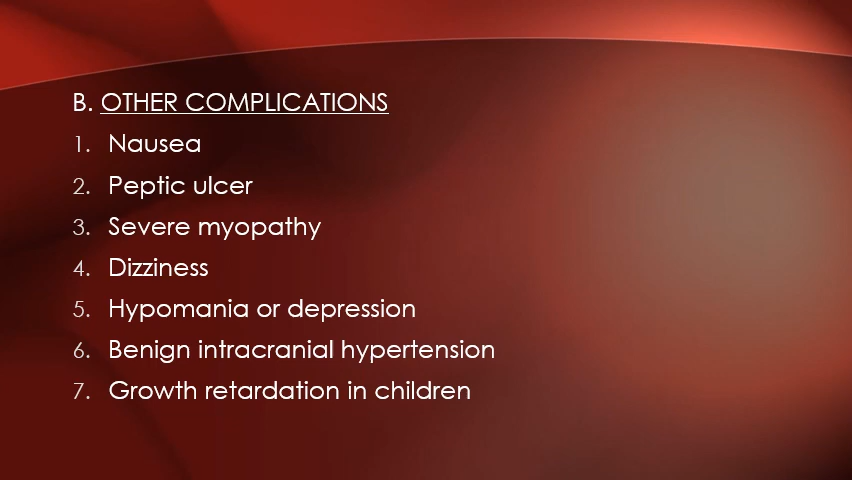 B. OTHER COMPLICATIONS
1. Nausea
2. Peptic ulcer
3. Severe myopathy
4. Dizziness
5. Hypomania or depression
6. Benign intracranial hypertension
7. Growth retardation in children